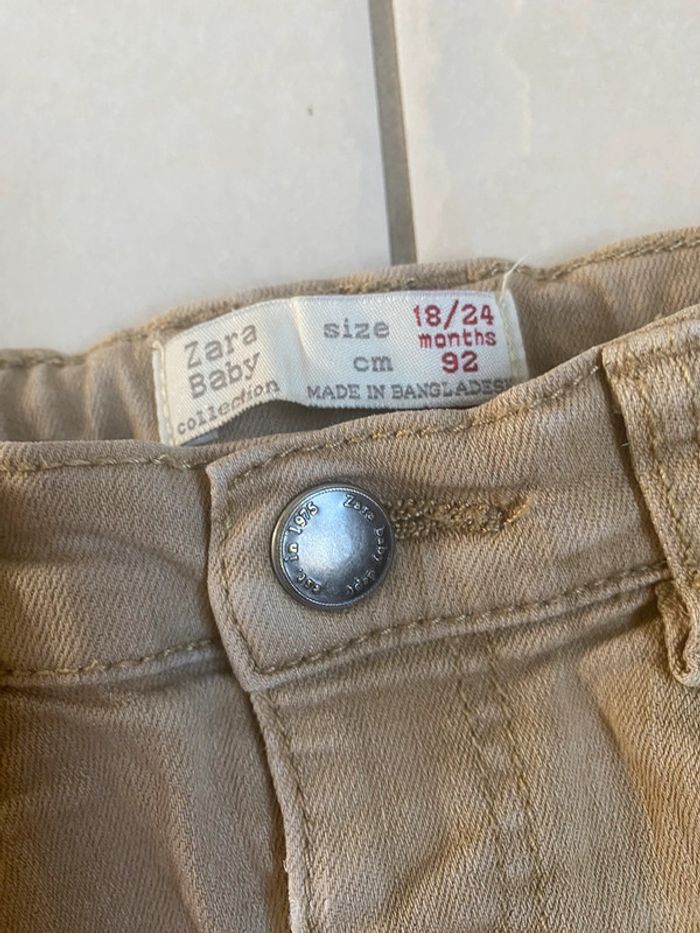 Zara
Baby
collection
size
cm
18/24
months
92
MADE IN BANGLADESH
Zara baby dept.
est. in 1975